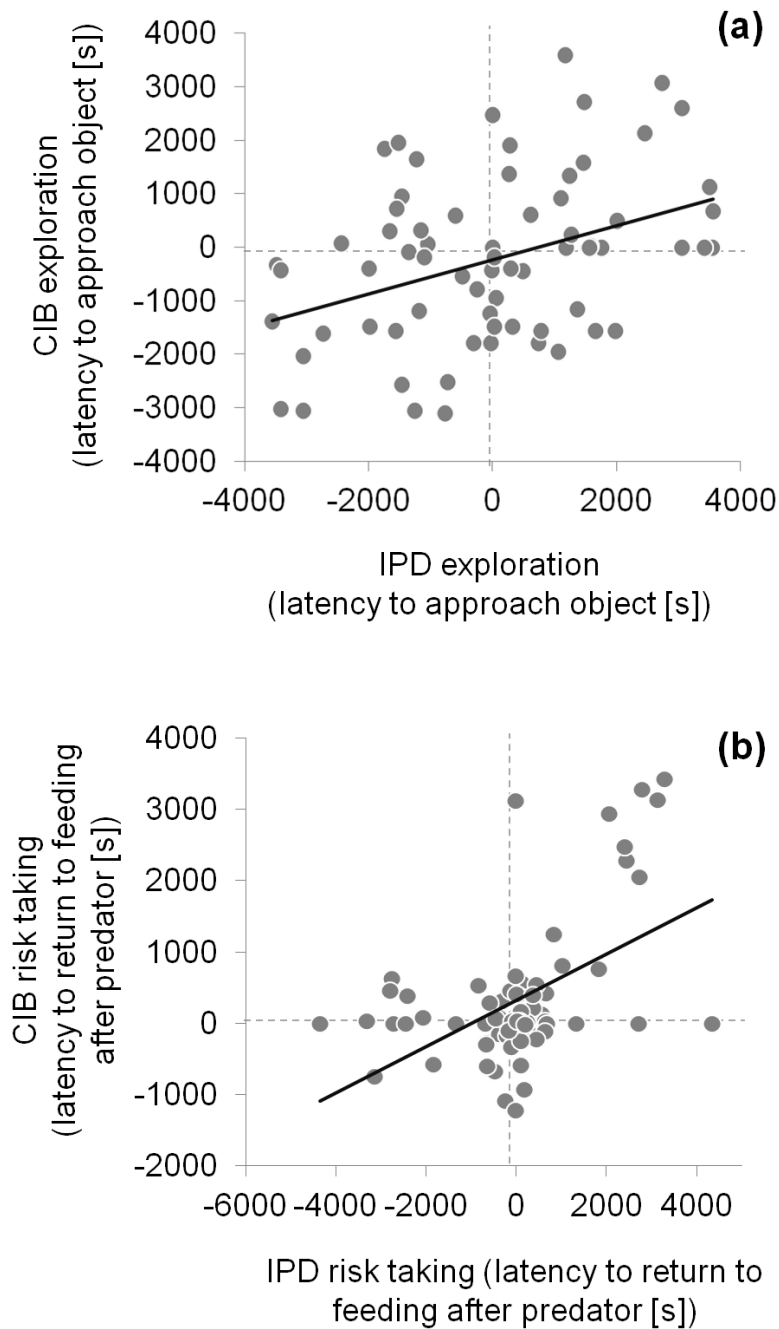 (a)
CIB exploration
(latency to approach object [s])
4000
3000
2000
1000
0
-1000
-2000
-3000
-4000
-4000 -2000 0 2000 4000
IPD exploration
(latency to approach object [s])
(b)
CIB risk taking
(latency to return to feeding
after predator [s])
4000
3000
2000
1000
0
-1000
-2000
-6000 -4000 -2000 0 2000 4000
IPD risk taking (latency to return to
feeding after predator [s])